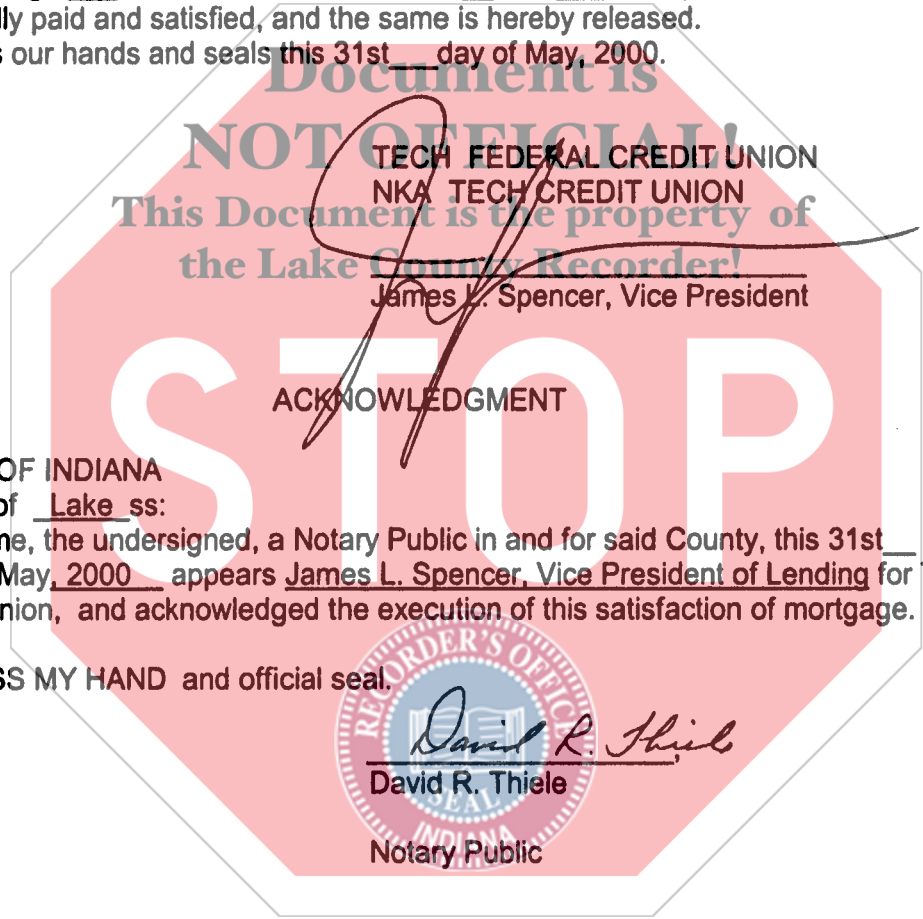 lly paid and satisfied, and the same is hereby released.
s our hands and seals this 31st___day of May, 2000.
Document is
NOT OFFICIAL!
TECH FEDERAL CREDIT UNION
NKA TECH CREDIT UNION
This Document is the property of
the Lake County Recorder!
James L. Spencer, Vice President
STOP
ACKNOWLEDGMENT
OF INDIANA
of Lake ss:
me, the undersigned, a Notary Public in and for said County, this 31st__
May, 2000 appears James L. Spencer, Vice President of Lending for
nion, and acknowledged the execution of this satisfaction of mortgage.
SS MY HAND and official seal.
RECORDER'S OFFICE
David R. Thiele
David R. Thiele
SEAL
INDIANA
Notary Public